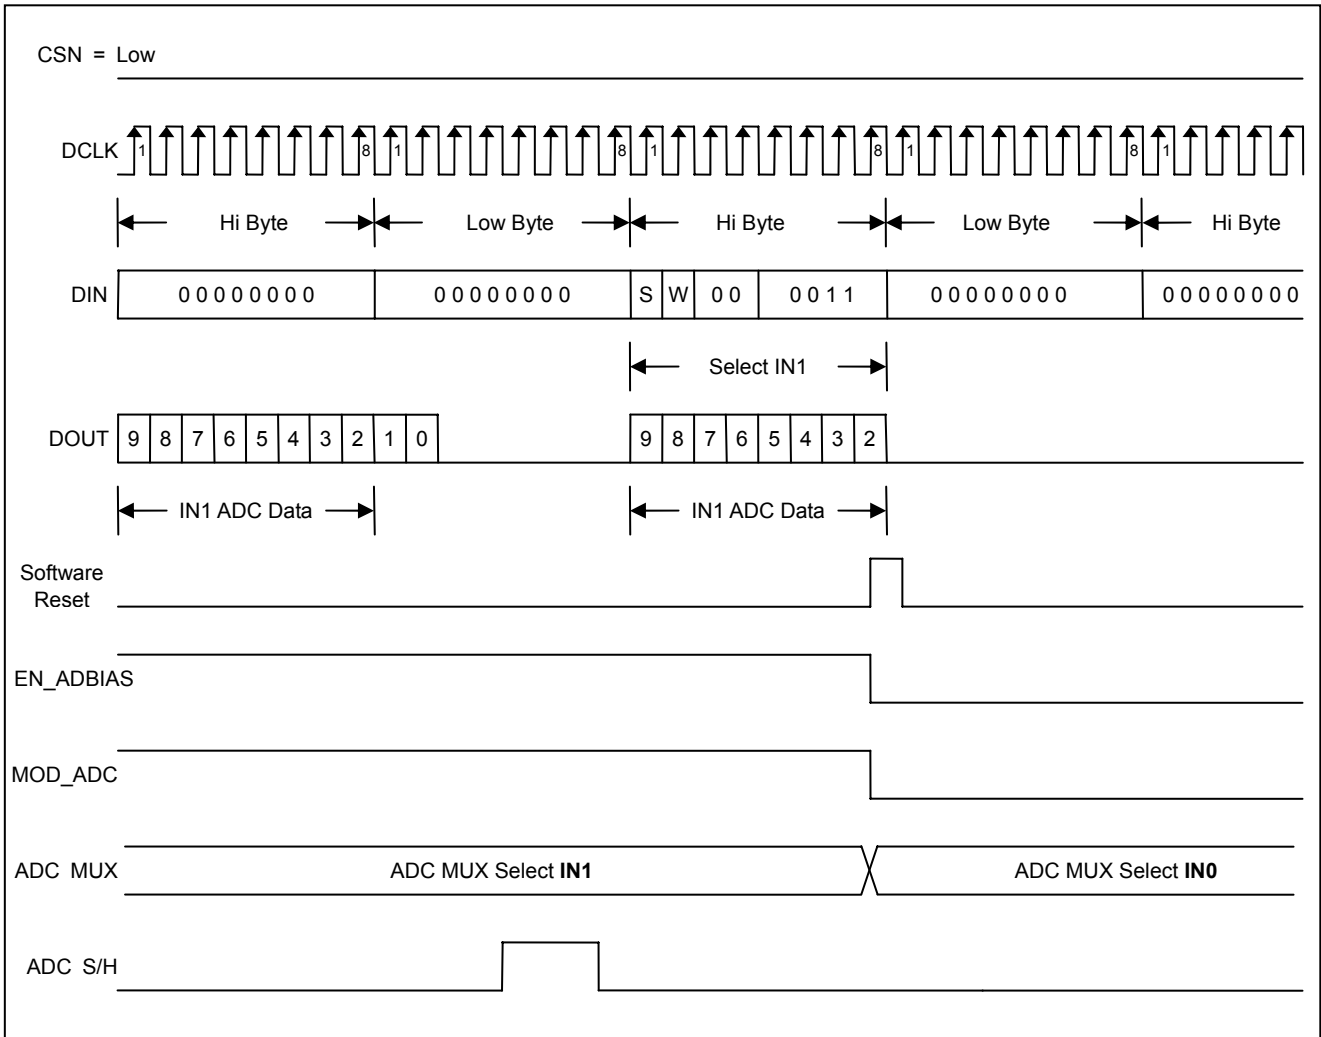 CSN = Low
DCLK 1 8 1 8 1 8 1 8 1
Hi Byte Low Byte Hi Byte Low Byte Hi Byte
DIN 0 0 0 0 0 0 0 0 0 0 0 0 0 0 0 0 S W 0 0 0 0 1 1 0 0 0 0 0 0 0 0 0 0 0 0 0 0 0 0
Select IN1
DOUT 9 8 7 6 5 4 3 2 1 0 9 8 7 6 5 4 3 2
IN1 ADC Data IN1 ADC Data
Software
Reset
EN_ADBIAS
MOD_ADC
ADC MUX ADC MUX Select IN1 ADC MUX Select IN0
ADC S/H